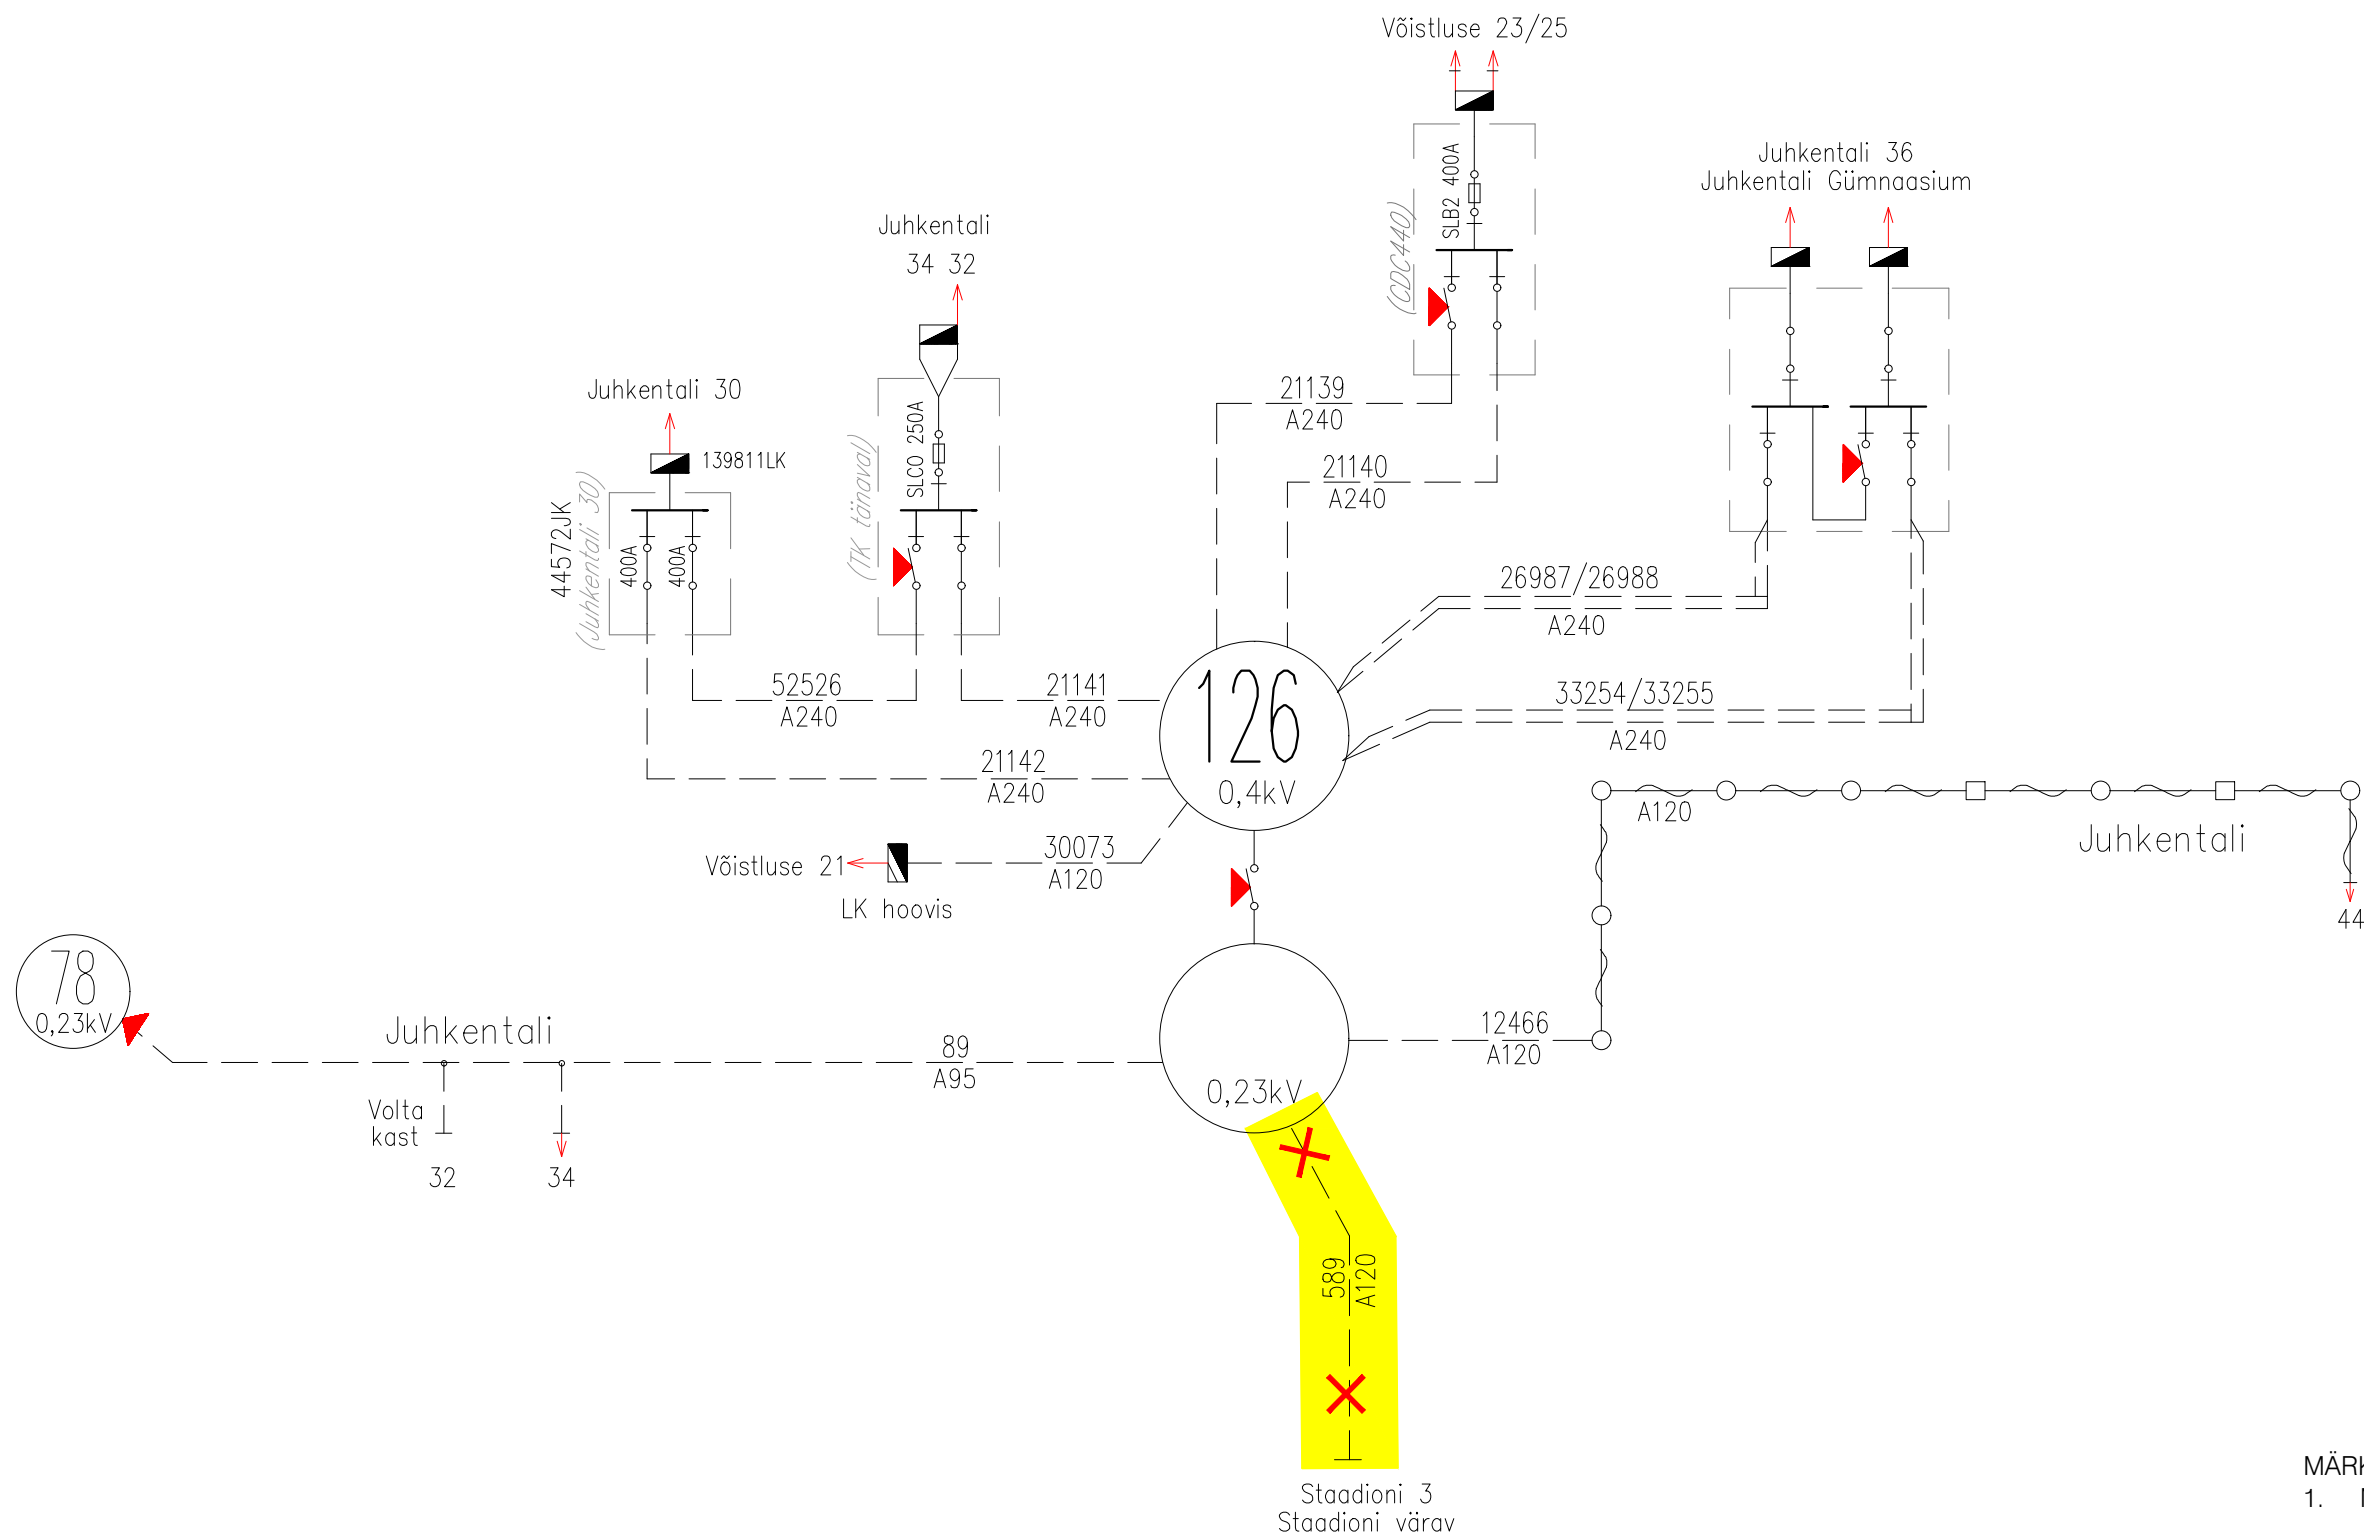 Võistluse 23/25
SLB2 400A
(CDC440)
Juhkentali 36
Juhkentali Gümnaasium
Juhkentali
34 32
SLC0 250A
(TK tänaval)
Juhkentali 30
139811LK
44572JK
(Juhkentali 30)
400A
400A
21139
A240
21140
A240
26987/26988
A240
33254/33255
A240
52526
A240
21141
A240
21142
A240
126
0,4kV
30073
A120
Võistluse 21
LK hoovis
A120
Juhkentali
44
78
0,23kV
Juhkentali
89
A95
Volta
kast
32
34
0,23kV
12466
A120
589
A120
Staadioni 3
Staadioni värav
1.